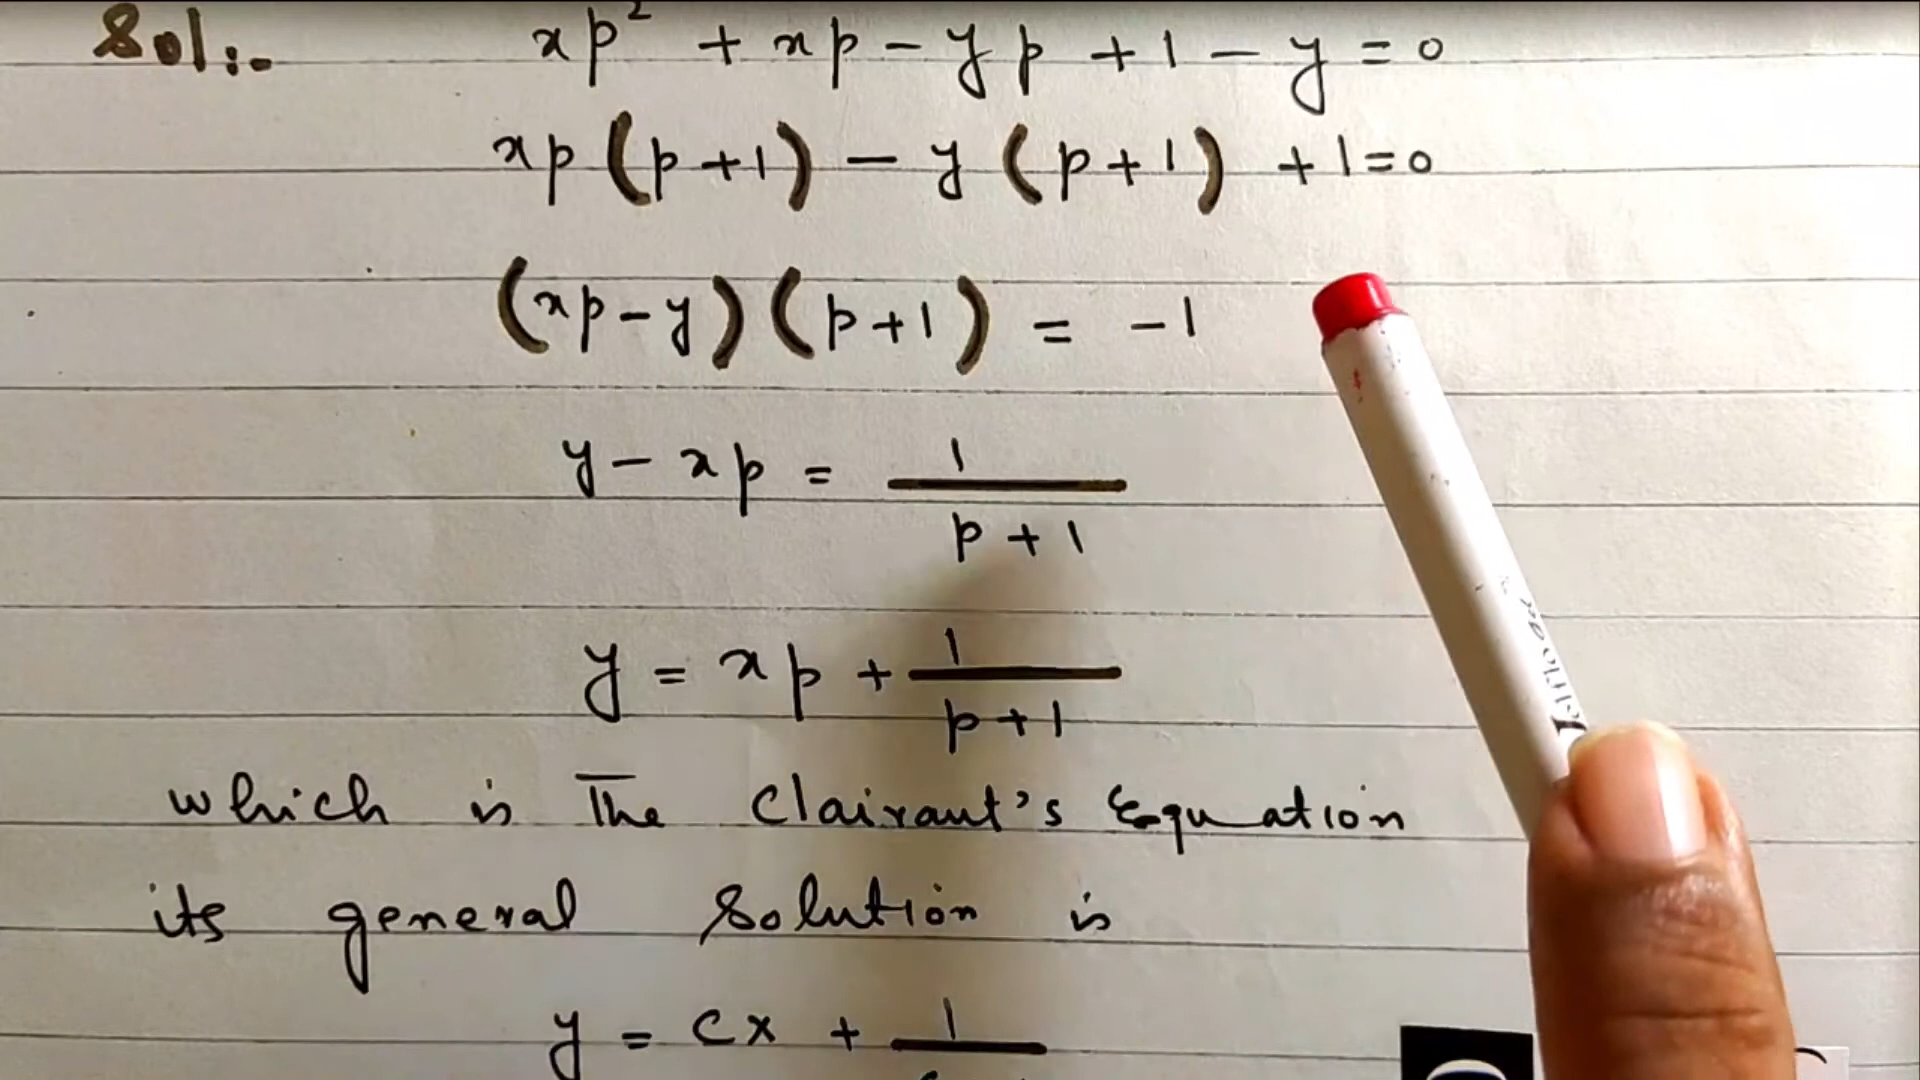 Sol:-
xp² + xp - yp + 1 - y = 0
xp(p+1) - y(p+1) + 1 = 0
(xp-y)(p+1) = -1
y - xp = 1/(p+1)
y = xp + 1/(p+1)
which is The Clairaut's Equation
its general Solution is
y = cx + 1